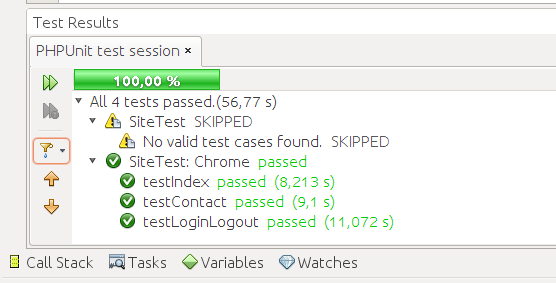 Test Results
PHPUnit test session ×
100,00 %
All 4 tests passed.(56,77 s)
SiteTest SKIPPED
No valid test cases found. SKIPPED
SiteTest: Chrome passed
testIndex passed (8,213 s)
testContact passed (9,1 s)
testLoginLogout passed (11,072 s)
Call Stack Tasks Variables Watches